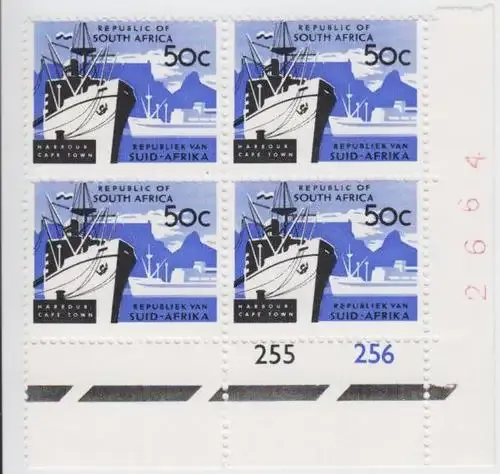 REPUBLIC OF
SOUTH AFRICA
50c
HARBOUR
CAPE TOWN
REPUBLIEK VAN
SUID-AFRIKA
REPUBLIC OF
SOUTH AFRICA
50c
HARBOUR
CAPE TOWN
REPUBLIEK VAN
SUID-AFRIKA
REPUBLIC OF
SOUTH AFRICA
50c
HARBOUR
CAPE TOWN
REPUBLIEK VAN
SUID-AFRIKA
REPUBLIC OF
SOUTH AFRICA
50c
HARBOUR
CAPE TOWN
REPUBLIEK VAN
SUID-AFRIKA
255 256
2664